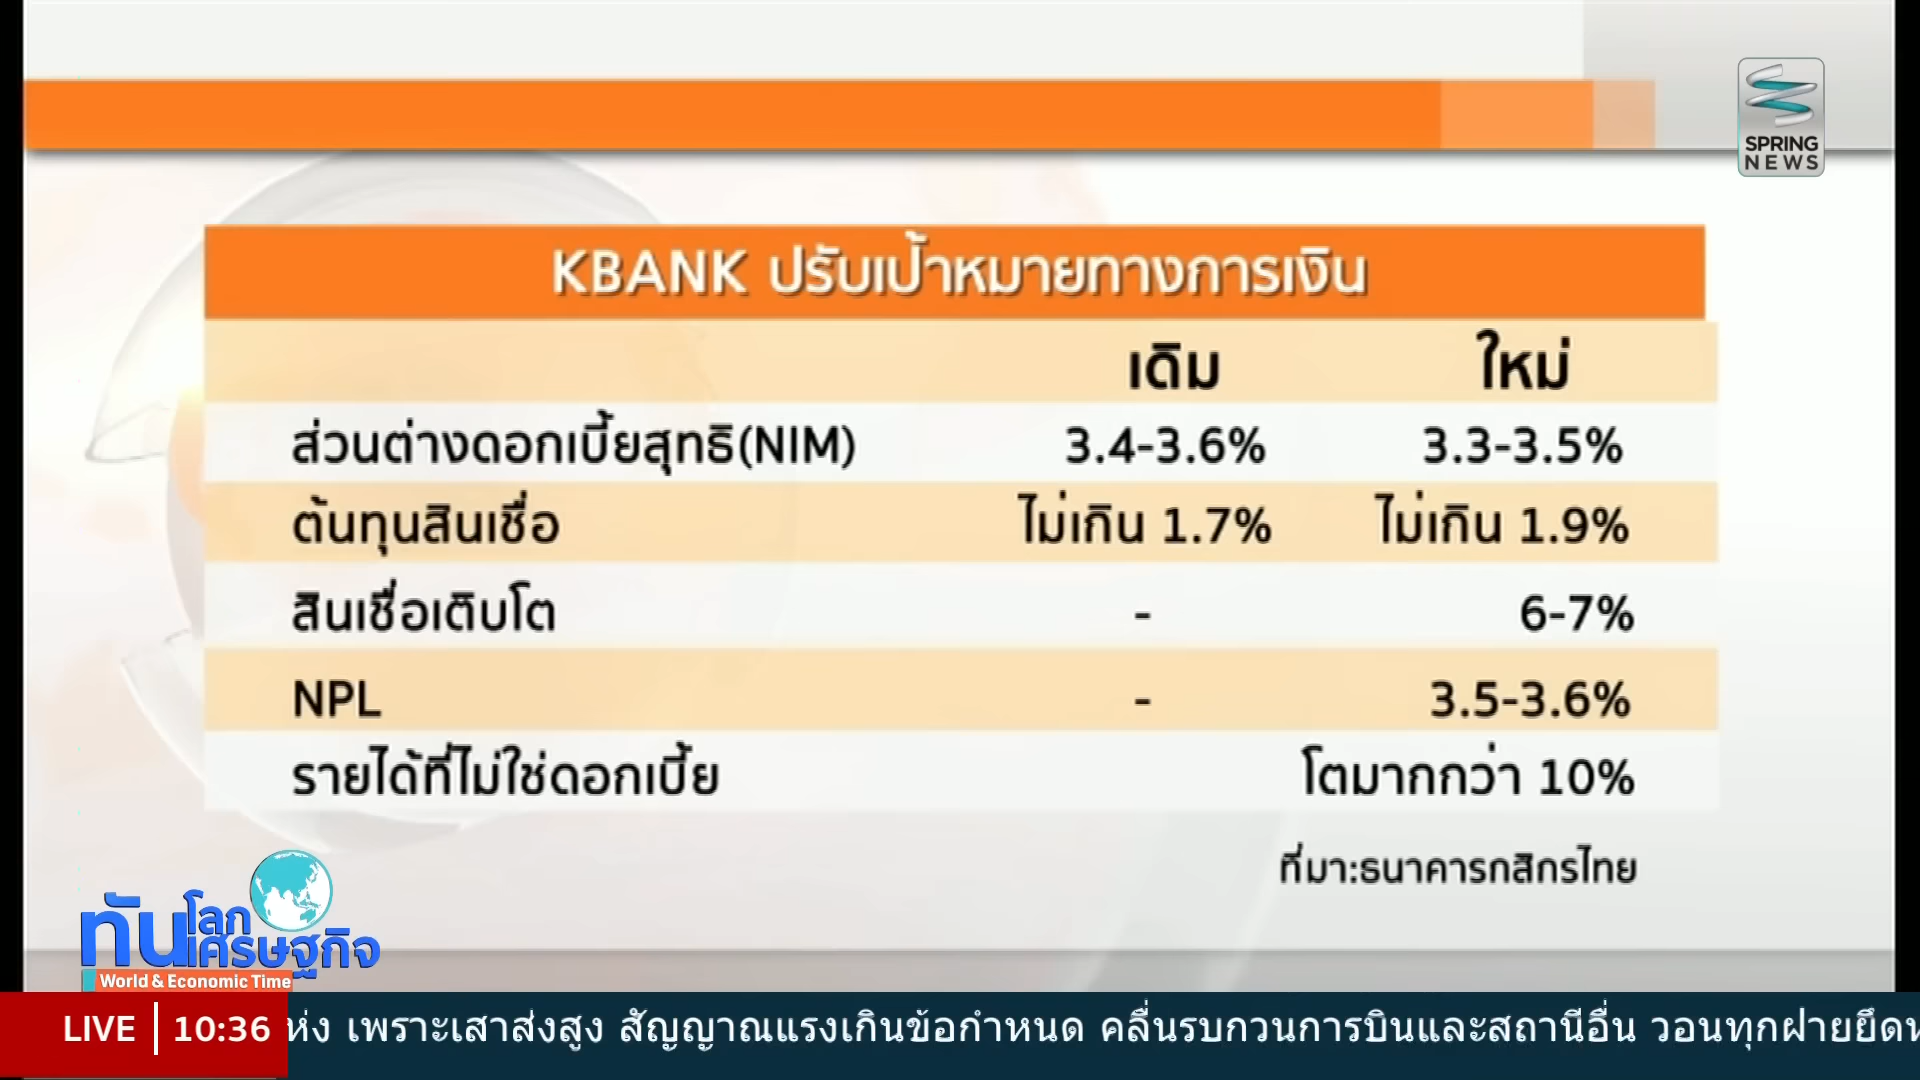 SPRING
NEWS
KBANK ปรับเป้าหมายทางการเงิน
เดิม ใหม่
ส่วนต่างดอกเบี้ยสุทธิ(NIM) 3.4-3.6% 3.3-3.5%
ต้นทุนสินเชื่อ ไม่เกิน 1.7% ไม่เกิน 1.9%
สินเชื่อเติบโต - 6-7%
NPL - 3.5-3.6%
รายได้ที่ไม่ใช่ดอกเบี้ย โตมากกว่า 10%
ที่มา:ธนาคารกสิกรไทย
ทันโลก
เศรษฐกิจ
World & Economic Time
LIVE 10:36 เพราะเสาส่งสูง สัญญาณแรงเกินข้อกำหนด คลื่นรบกวนการบินและสถานีอื่น วอนทุกฝ่ายยึด